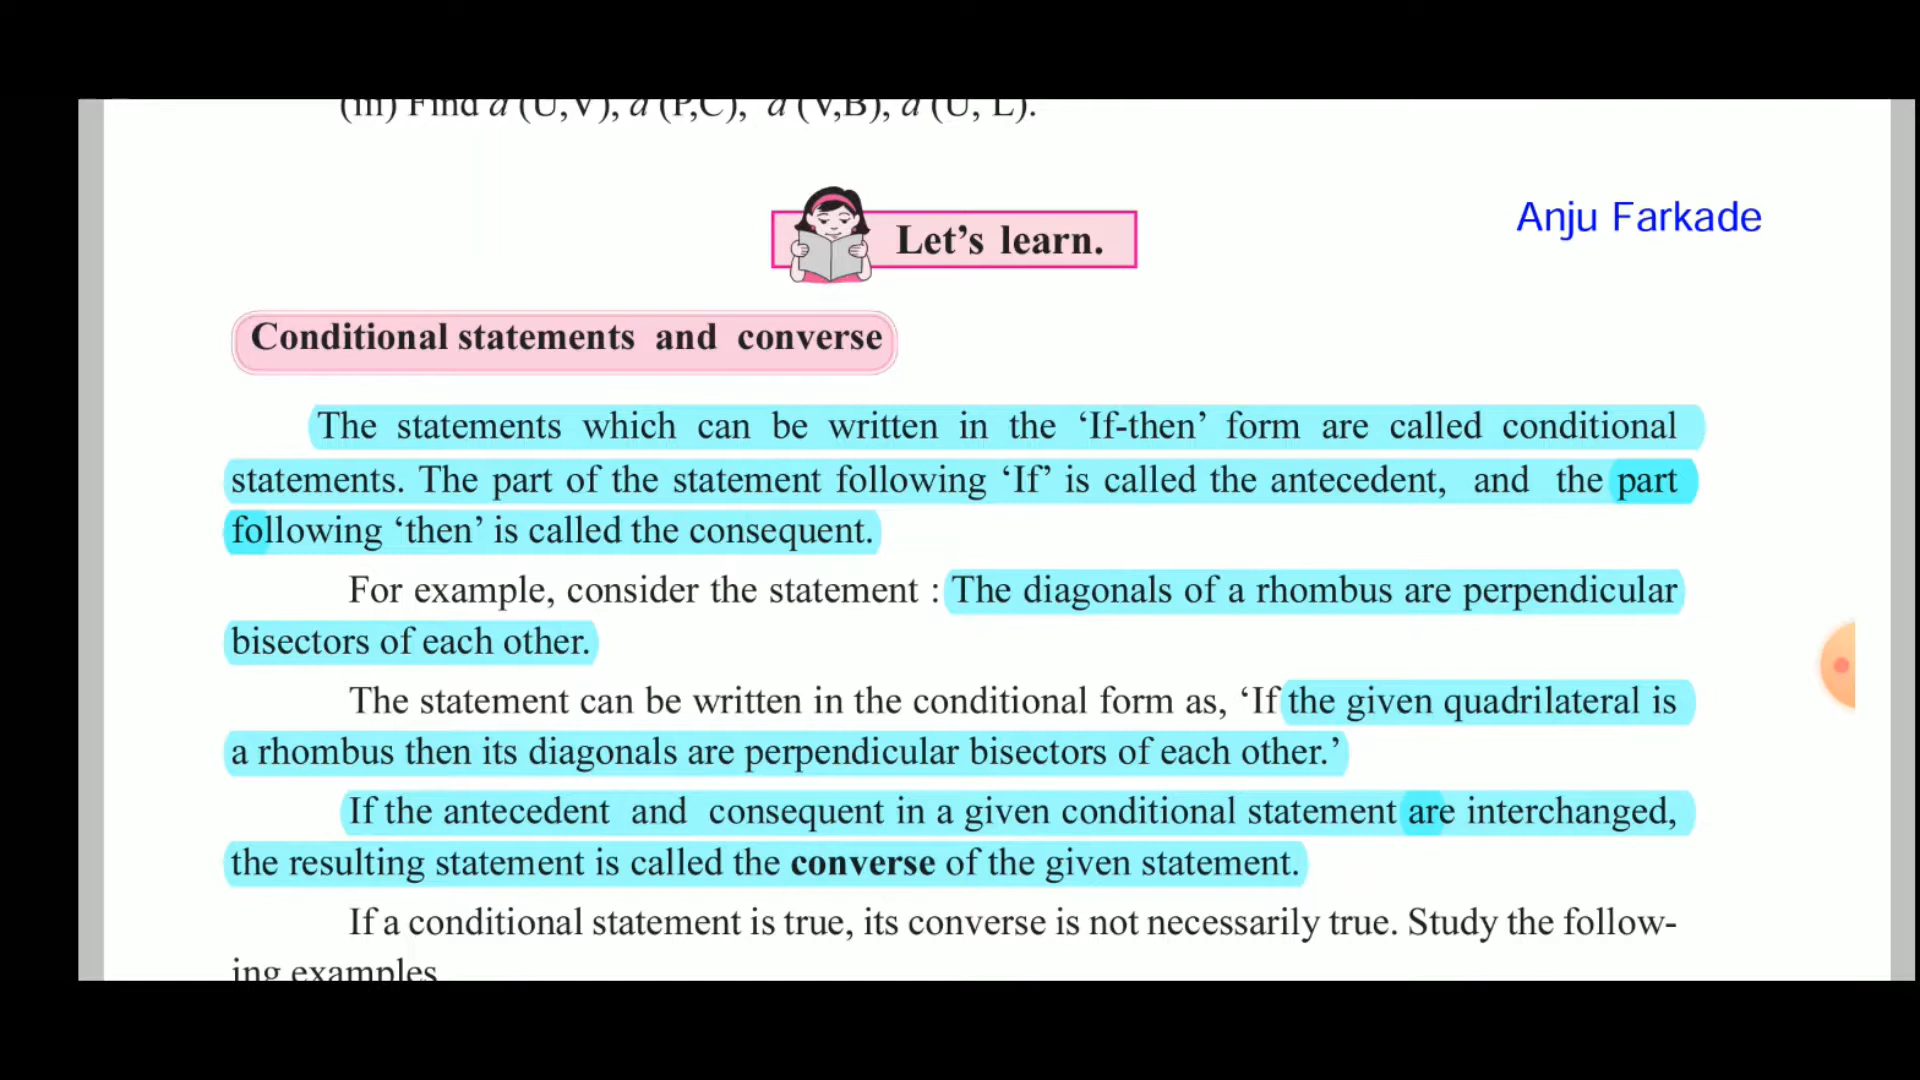 (iii) Find d (U,V), d (P,C), d (V,B), d (U, L).
Let’s learn.
Anju Farkade
Conditional statements and converse
The statements which can be written in the ‘If-then’ form are called conditional
statements. The part of the statement following ‘If’ is called the antecedent, and the part
following ‘then’ is called the consequent.
For example, consider the statement : The diagonals of a rhombus are perpendicular
bisectors of each other.
The statement can be written in the conditional form as, ‘If the given quadrilateral is
a rhombus then its diagonals are perpendicular bisectors of each other.’
If the antecedent and consequent in a given conditional statement are interchanged,
the resulting statement is called the converse of the given statement.
If a conditional statement is true, its converse is not necessarily true. Study the follow-
ing examples